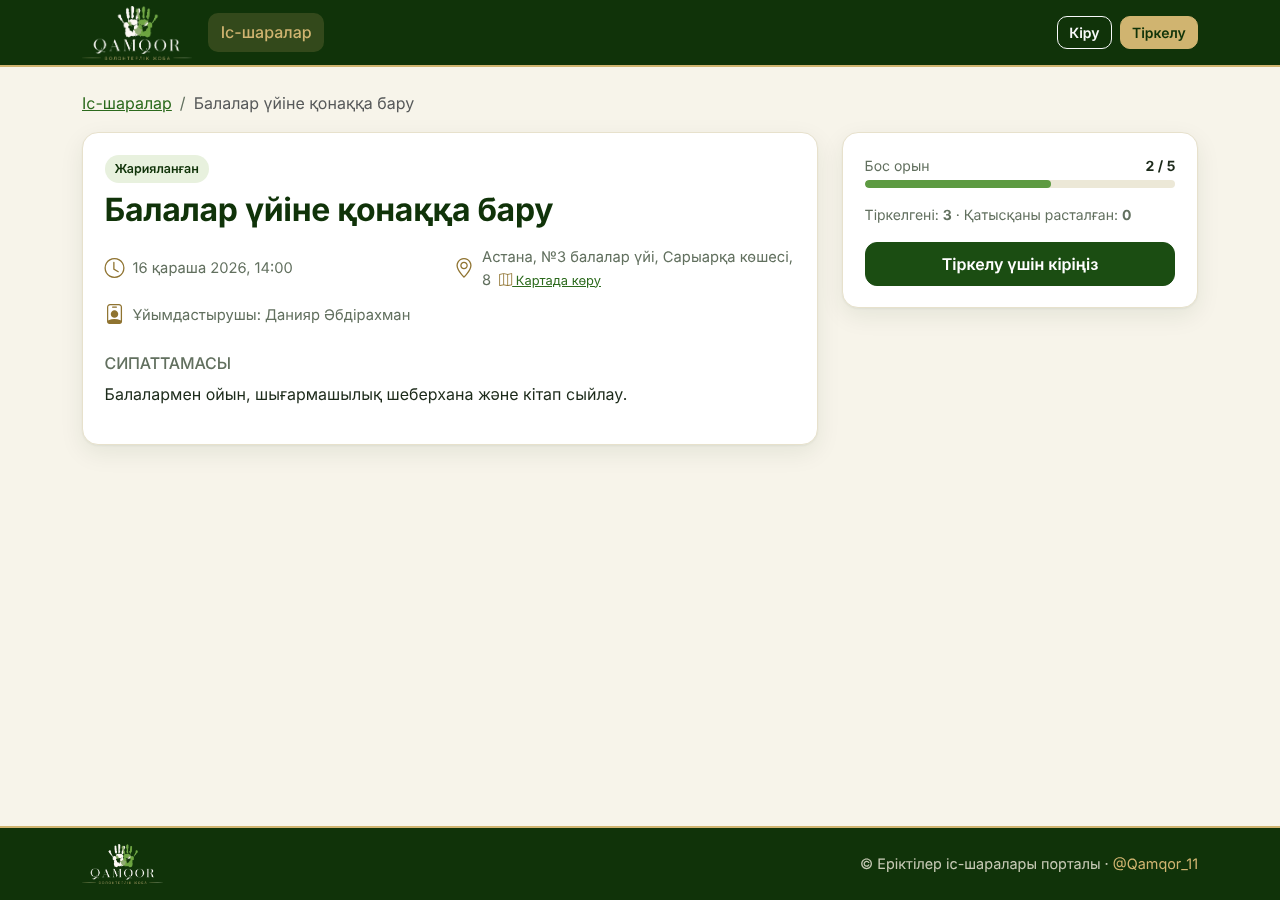 QAMQOR
Іс-шаралар
Кіру
Тіркелу
Іс-шаралар / Балалар үйіне қонаққа бару
Жарияланған
Балалар үйіне қонаққа бару
16 қараша 2026, 14:00
Астана, №3 балалар үйі, Сарыарқа көшесі,
8 Картада көру
Ұйымдастырушы: Данияр Әбдірахман
СИПАТТАМАСЫ
Балалармен ойын, шығармашылық шеберхана және кітап сыйлау.
Бос орын 2 / 5
Тіркелгені: 3 · Қатысқаны расталған: 0
Тіркелу үшін кіріңіз
QAMQOR
© Еріктілер іс-шаралары порталы · @Qamqor_11